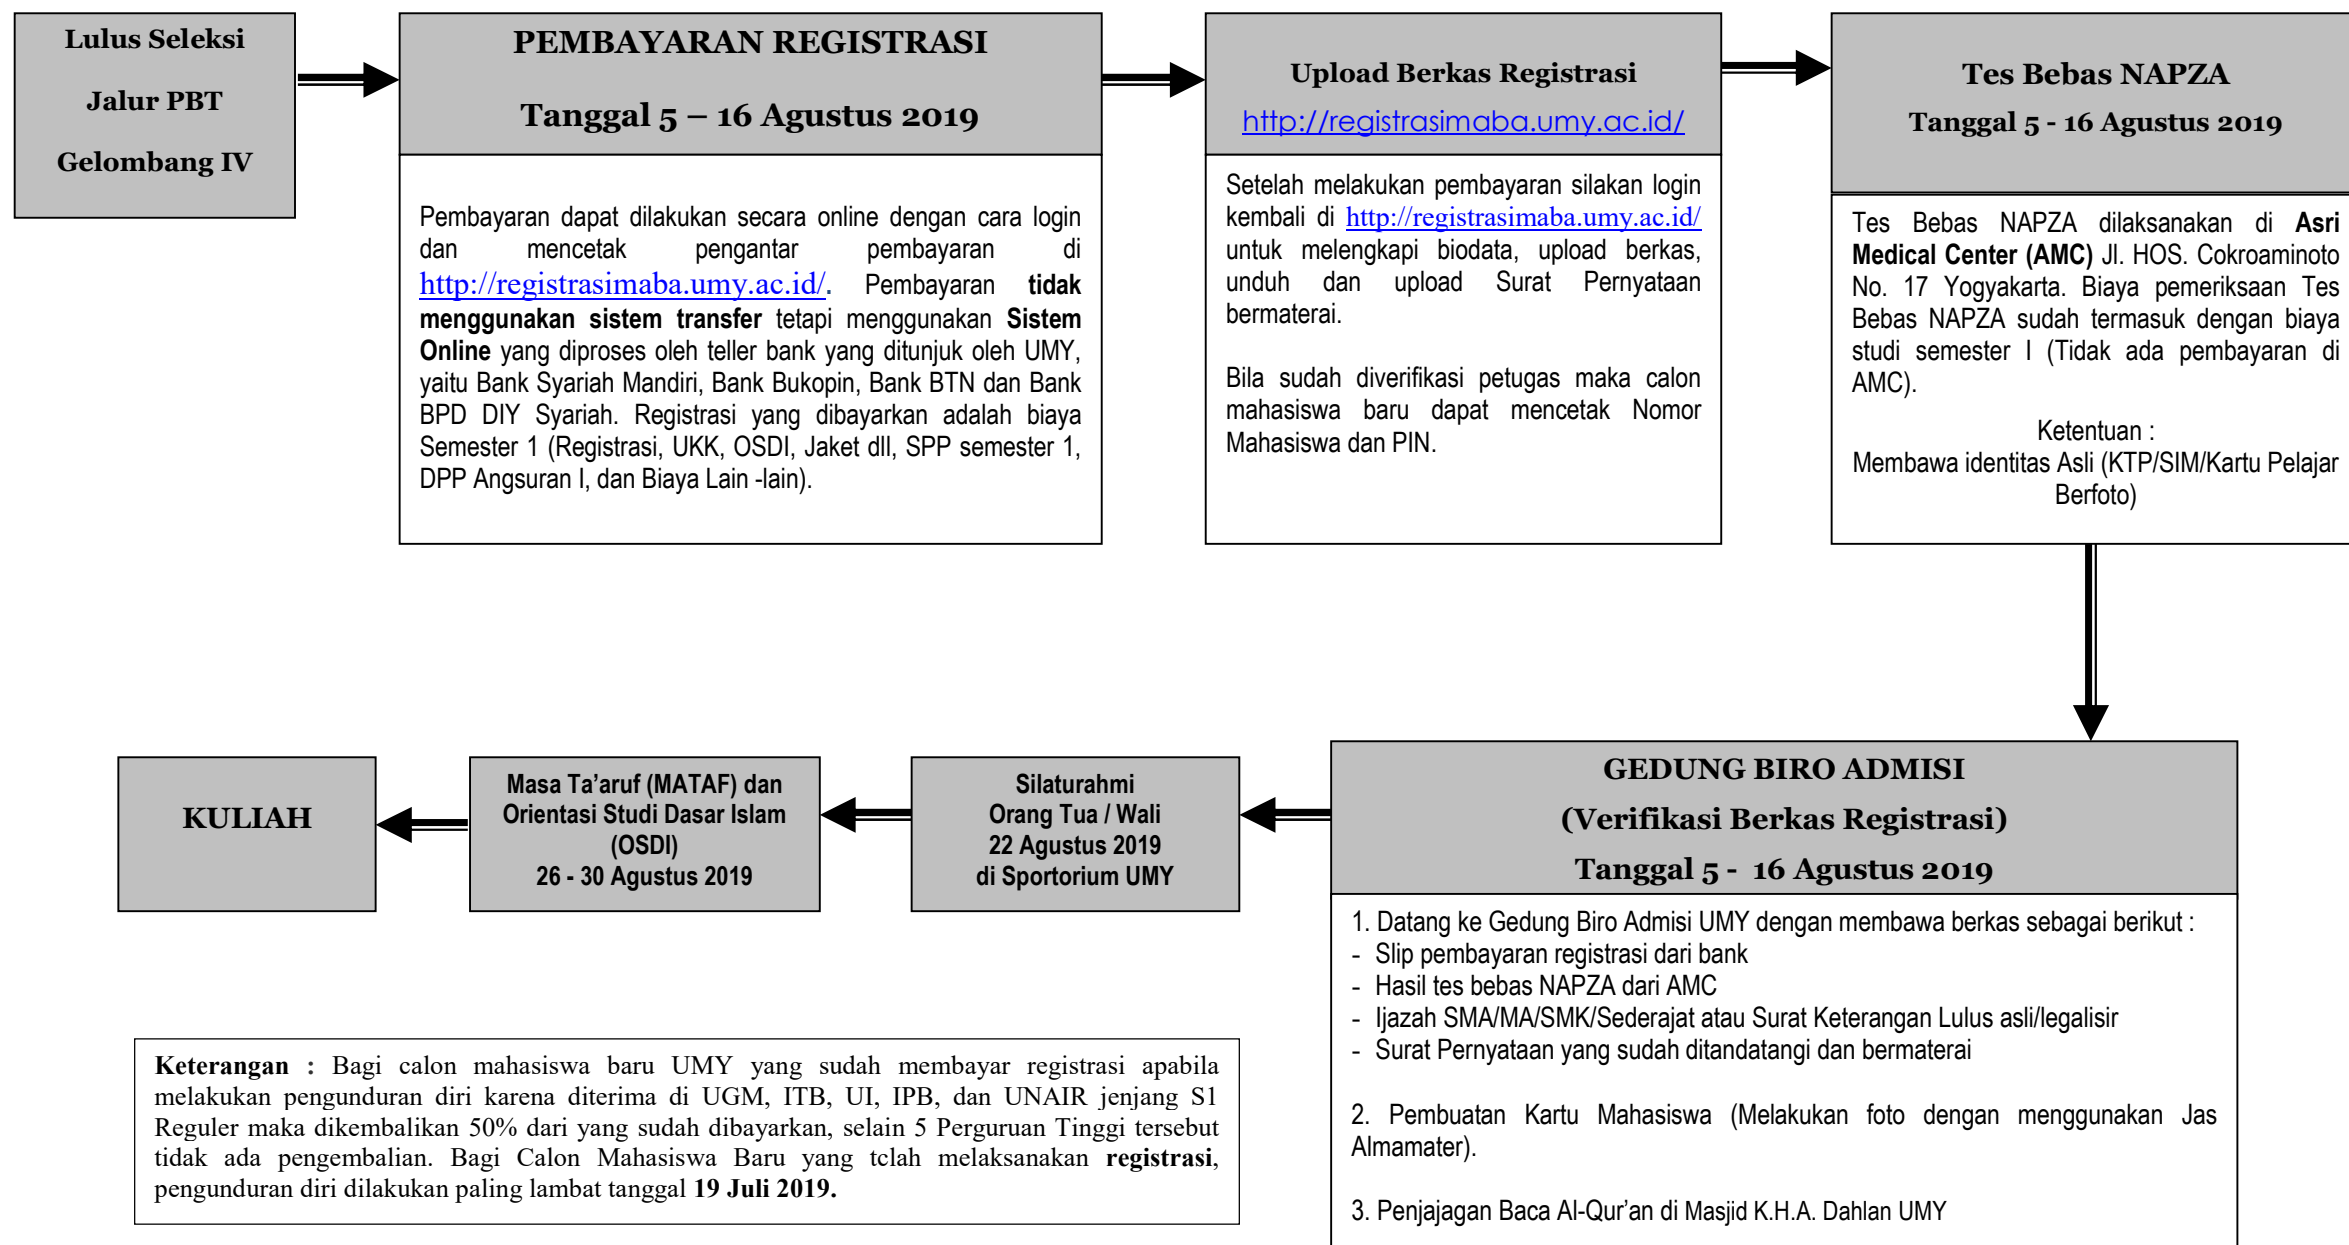 Lulus Seleksi
Jalur PBT
Gelombang IV
PEMBAYARAN REGISTRASI
Tanggal 5 – 16 Agustus 2019
Pembayaran dapat dilakukan secara online dengan cara login
dan mencetak pengantar pembayaran di
http://registrasimaba.umy.ac.id/. Pembayaran tidak
menggunakan sistem transfer tetapi menggunakan Sistem
Online yang diproses oleh teller bank yang ditunjuk oleh UMY,
yaitu Bank Syariah Mandiri, Bank Bukopin, Bank BTN dan Bank
BPD DIY Syariah. Registrasi yang dibayarkan adalah biaya
Semester 1 (Registrasi, UKK, OSDI, Jaket dll, SPP semester 1,
DPP Angsuran I, dan Biaya Lain -lain).
Upload Berkas Registrasi
http://registrasimaba.umy.ac.id/
Setelah melakukan pembayaran silakan login
kembali di http://registrasimaba.umy.ac.id/
untuk melengkapi biodata, upload berkas,
unduh dan upload Surat Pernyataan
bermaterai.
Bila sudah diverifikasi petugas maka calon
mahasiswa baru dapat mencetak Nomor
Mahasiswa dan PIN.
Tes Bebas NAPZA
Tanggal 5 - 16 Agustus 2019
Tes Bebas NAPZA dilaksanakan di Asri
Medical Center (AMC) Jl. HOS. Cokroaminoto
No. 17 Yogyakarta. Biaya pemeriksaan Tes
Bebas NAPZA sudah termasuk dengan biaya
studi semester I (Tidak ada pembayaran di
AMC).
Ketentuan :
Membawa identitas Asli (KTP/SIM/Kartu Pelajar
Berfoto)
GEDUNG BIRO ADMISI
(Verifikasi Berkas Registrasi)
Tanggal 5 - 16 Agustus 2019
1. Datang ke Gedung Biro Admisi UMY dengan membawa berkas sebagai berikut :
- Slip pembayaran registrasi dari bank
- Hasil tes bebas NAPZA dari AMC
- Ijazah SMA/MA/SMK/Sederajat atau Surat Keterangan Lulus asli/legalisir
- Surat Pernyataan yang sudah ditandatangi dan bermaterai
2. Pembuatan Kartu Mahasiswa (Melakukan foto dengan menggunakan Jas
Almamater).
3. Penjajagan Baca Al-Qur’an di Masjid K.H.A. Dahlan UMY
Silaturahmi
Orang Tua / Wali
22 Agustus 2019
di Sportorium UMY
Masa Ta’aruf (MATAF) dan
Orientasi Studi Dasar Islam
(OSDI)
26 - 30 Agustus 2019
KULIAH
Keterangan : Bagi calon mahasiswa baru UMY yang sudah membayar registrasi apabila
melakukan pengunduran diri karena diterima di UGM, ITB, UI, IPB, dan UNAIR jenjang S1
Reguler maka dikembalikan 50% dari yang sudah dibayarkan, selain 5 Perguruan Tinggi tersebut
tidak ada pengembalian. Bagi Calon Mahasiswa Baru yang tclah melaksanakan registrasi,
pengunduran diri dilakukan paling lambat tanggal 19 Juli 2019.